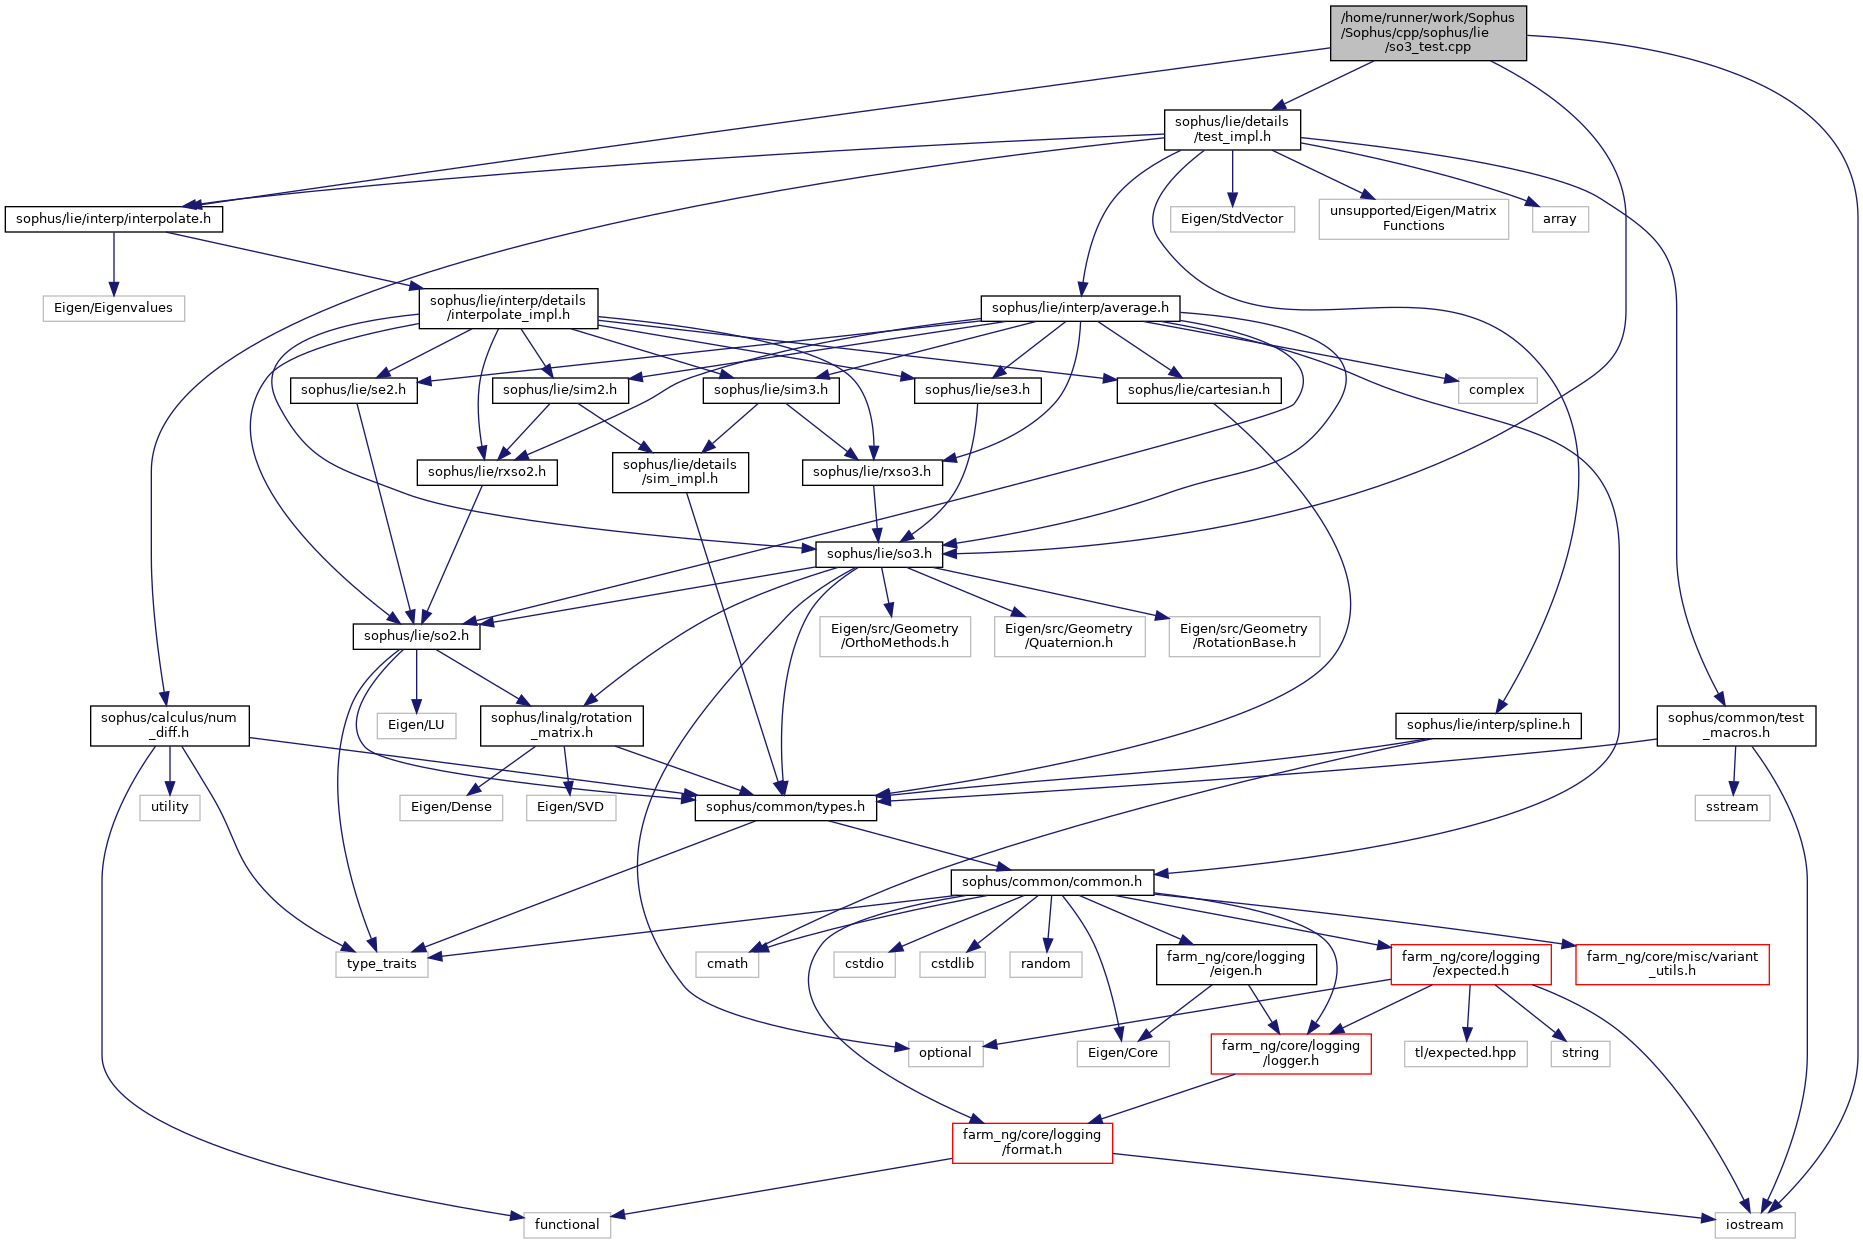 /home/runner/work/Sophus
/Sophus/cpp/sophus/lie
/so3_test.cpp
sophus/lie/details
/test_impl.h
sophus/lie/interp/interpolate.h
Eigen/StdVector
unsupported/Eigen/Matrix
Functions
array
Eigen/Eigenvalues
sophus/lie/interp/details
/interpolate_impl.h
sophus/lie/interp/average.h
sophus/lie/se2.h
sophus/lie/sim2.h
sophus/lie/sim3.h
sophus/lie/se3.h
sophus/lie/cartesian.h
complex
sophus/lie/rxso2.h
sophus/lie/details
/sim_impl.h
sophus/lie/rxso3.h
sophus/lie/so3.h
sophus/lie/so2.h
Eigen/src/Geometry
/OrthoMethods.h
Eigen/src/Geometry
/Quaternion.h
Eigen/src/Geometry
/RotationBase.h
sophus/calculus/num
_diff.h
Eigen/LU
sophus/linalg/rotation
_matrix.h
sophus/lie/interp/spline.h
sophus/common/test
_macros.h
utility
Eigen/Dense
Eigen/SVD
sophus/common/types.h
sstream
sophus/common/common.h
type_traits
cmath
cstdio
cstdlib
random
farm_ng/core/logging
/eigen.h
farm_ng/core/logging
/expected.h
farm_ng/core/misc/variant
_utils.h
optional
Eigen/Core
farm_ng/core/logging
/logger.h
tl/expected.hpp
string
farm_ng/core/logging
/format.h
functional
iostream